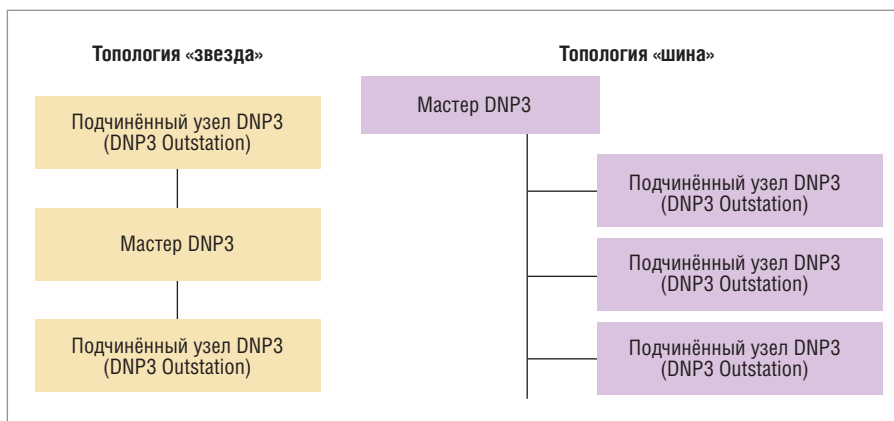 Топология «звезда»
Подчинённый узел DNP3
(DNP3 Outstation)
Мастер DNP3
Подчинённый узел DNP3
(DNP3 Outstation)
Топология «шина»
Мастер DNP3
Подчинённый узел DNP3
(DNP3 Outstation)
Подчинённый узел DNP3
(DNP3 Outstation)
Подчинённый узел DNP3
(DNP3 Outstation)